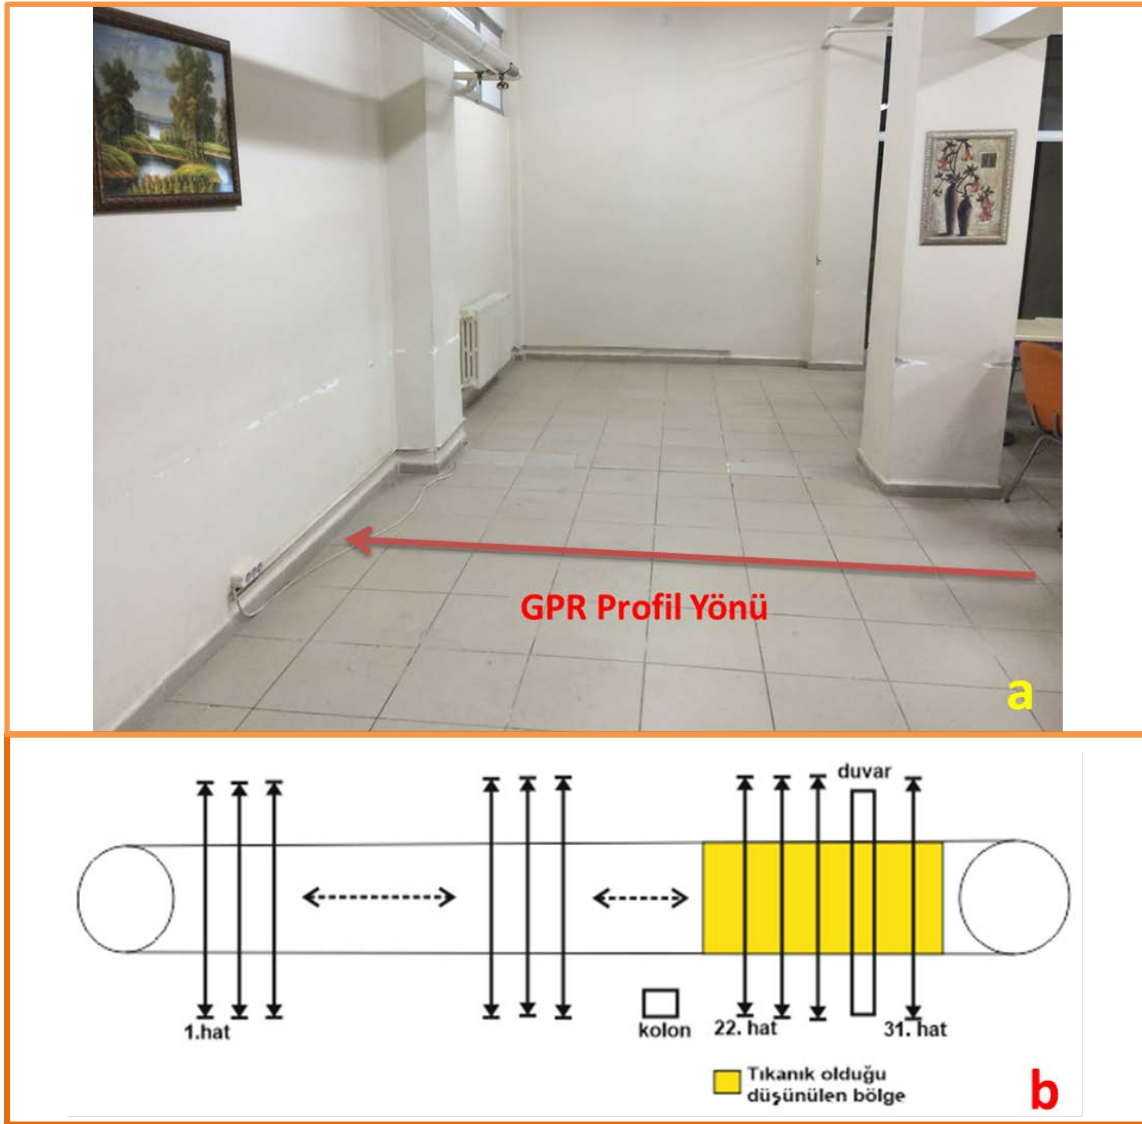 GPR Profil Yönü
a
duvar
1.hat
kolon
22. hat
31. hat
Tıkanık olduğu
düşünülen bölge
b